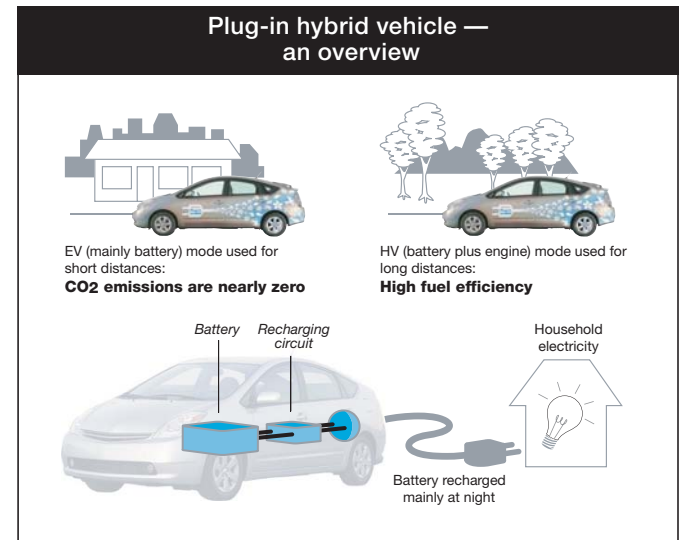 Plug-in hybrid vehicle —
an overview
EV (mainly battery) mode used for
short distances:
CO2 emissions are nearly zero
HV (battery plus engine) mode used for
long distances:
High fuel efficiency
Battery
Recharging
circuit
Household
electricity
Battery recharged
mainly at night